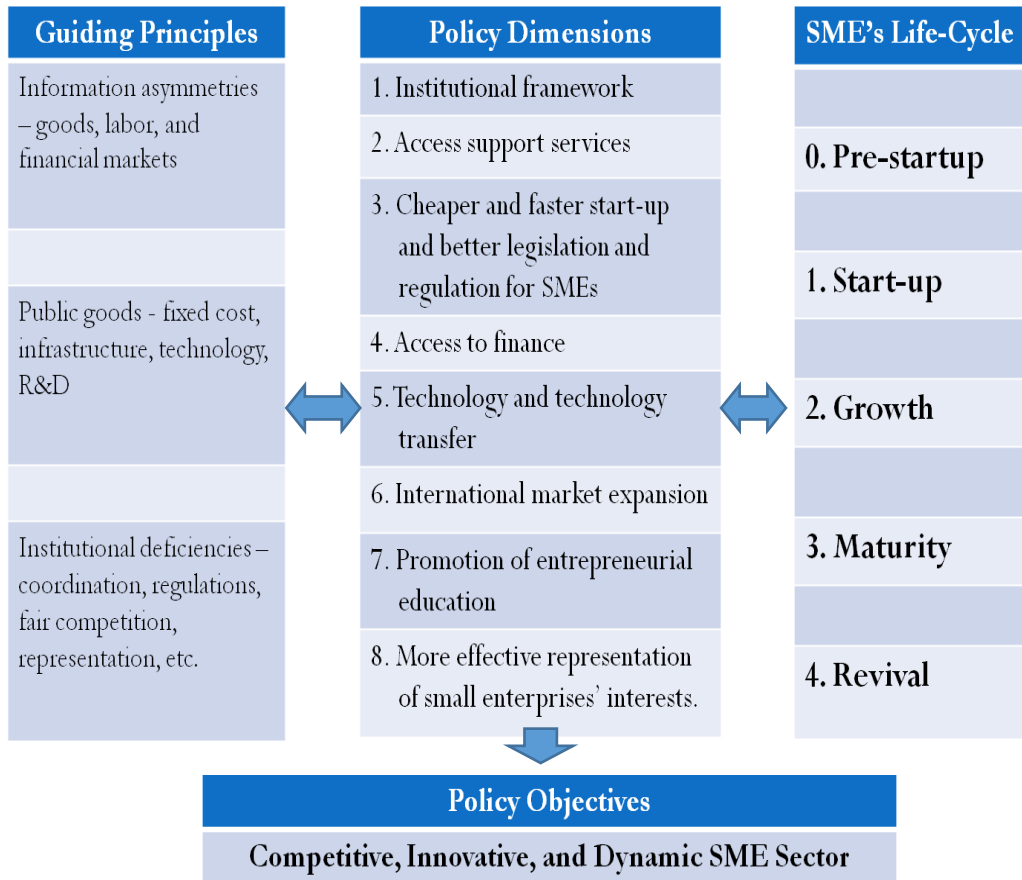 Guiding Principles
Information asymmetries
– goods, labor, and
financial markets
Public goods - fixed cost,
infrastructure, technology,
R&D
Institutional deficiencies –
coordination, regulations,
fair competition,
representation, etc.
Policy Dimensions
1. Institutional framework
2. Access support services
3. Cheaper and faster start-up
and better legislation and
regulation for SMEs
4. Access to finance
5. Technology and technology
transfer
6. International market expansion
7. Promotion of entrepreneurial
education
8. More effective representation
of small enterprises’ interests.
SME’s Life-Cycle
0. Pre-startup
1. Start-up
2. Growth
3. Maturity
4. Revival
Policy Objectives
Competitive, Innovative, and Dynamic SME Sector